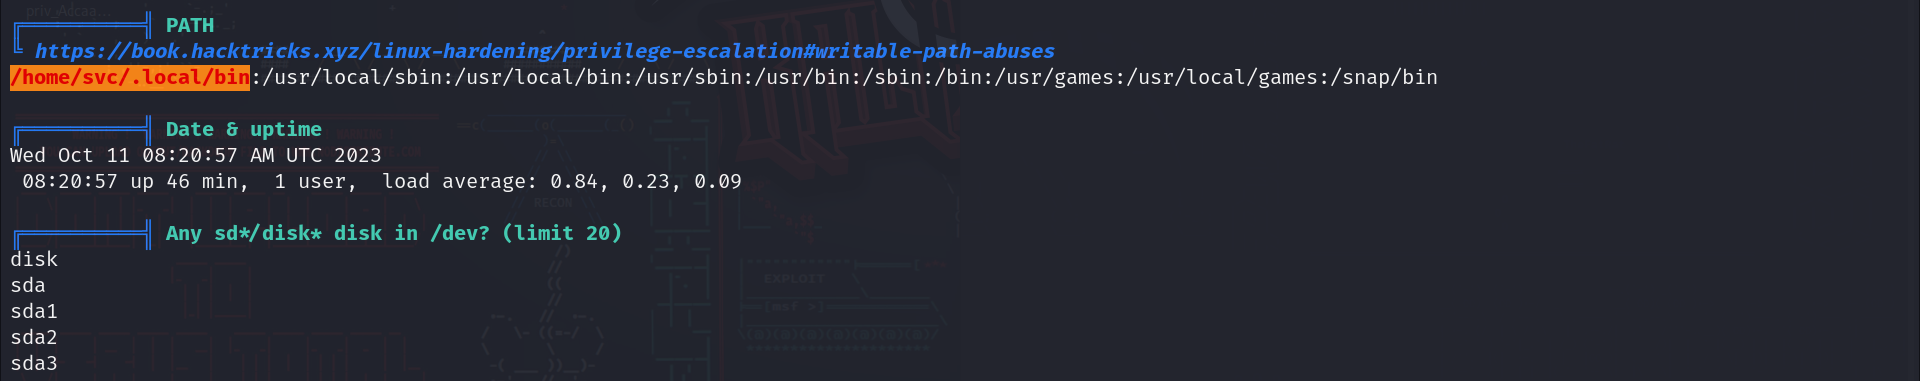 priv_Adcaa...
PATH
https://book.hacktricks.xyz/linux-hardening/privilege-escalation#writable-path-abuses
/home/svc/.local/bin:/usr/local/sbin:/usr/local/bin:/usr/sbin:/usr/bin:/sbin:/bin:/usr/games:/usr/local/games:/snap/bin
Date & uptime
Wed Oct 11 08:20:57 AM UTC 2023
08:20:57 up 46 min,  1 user,  load average: 0.84, 0.23, 0.09
RECON
Any sd*/disk* disk in /dev? (limit 20)
disk
EXPLOIT
sda
sda1
sda2
sda3